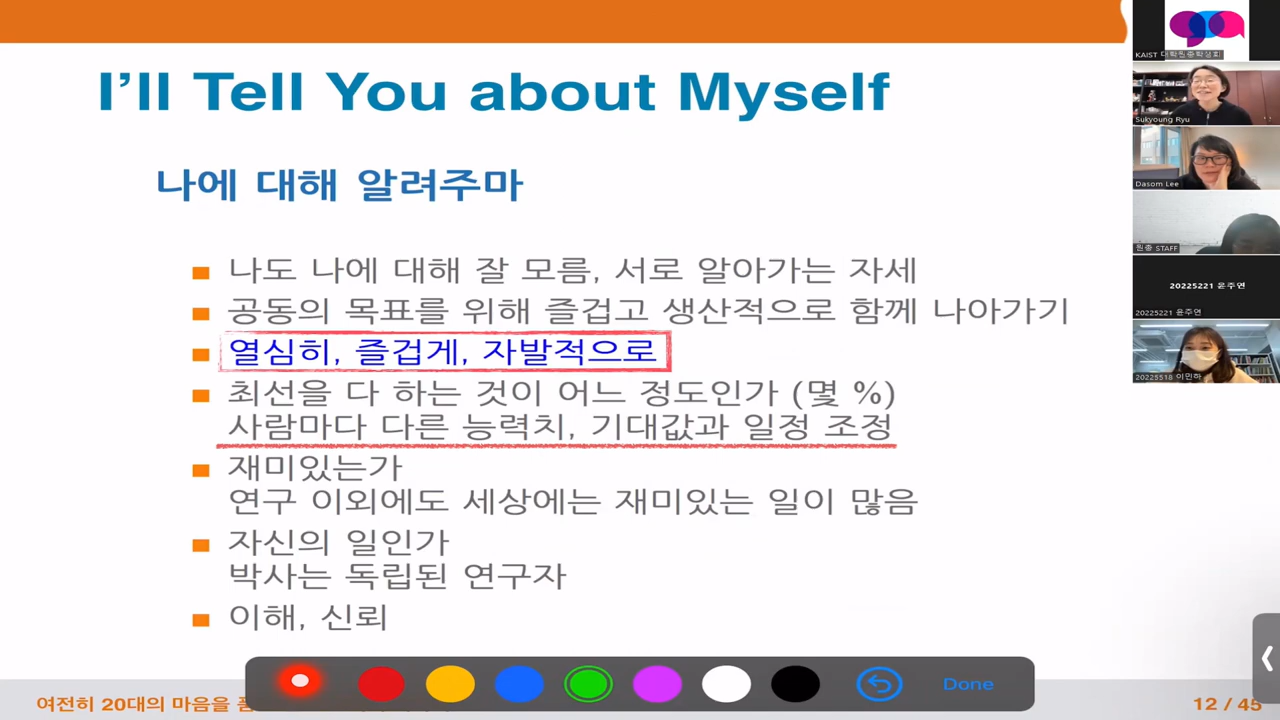 I'll Tell You about Myself
나에 대해 알려주마
나도 나에 대해 잘 모름, 서로 알아가는 자세
공동의 목표를 위해 즐겁고 생산적으로 함께 나아가기
열심히, 즐겁게, 자발적으로
최선을 다 하는 것이 어느 정도인가 (몇 %)
사람마다 다른 능력치, 기대값과 일정 조정
재미있는가
연구 이외에도 세상에는 재미있는 일이 많음
자신의 일인가
박사는 독립된 연구자
이해, 신뢰
Done
여전히 20대의 마음을
12 / 45
KAIST 대학원총학생회
Sukyoung Ryu
Dasom Lee
원총 STAFF
20225221 윤주연
20225221 윤주연
20225518 이민하